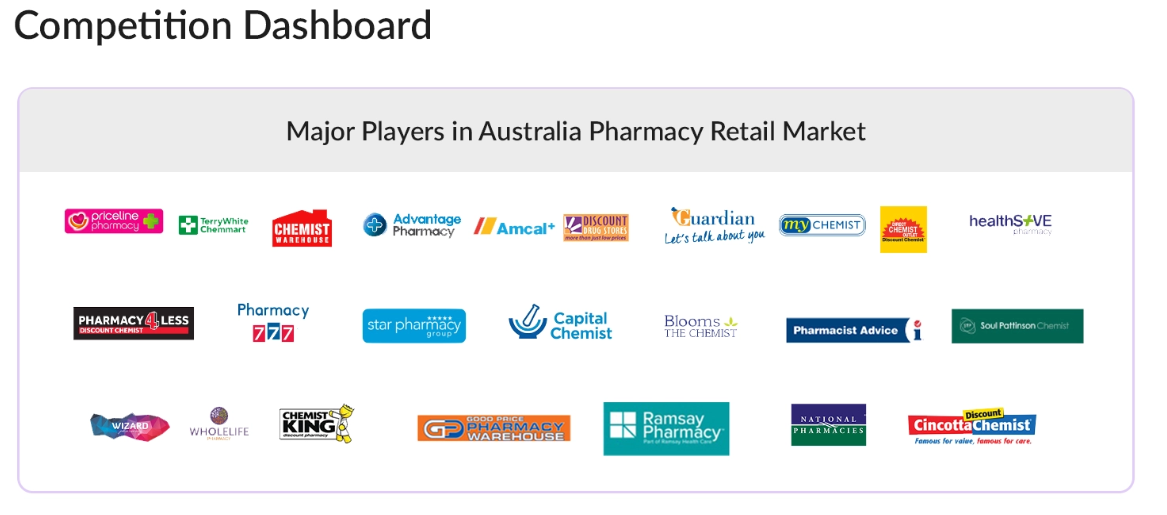 Competition Dashboard
Major Players in Australia Pharmacy Retail Market
priceline
pharmacy
TerryWhite
Chemmart
CHEMIST
WAREHOUSE
Advantage
Pharmacy
Amcal+
DISCOUNT
DRUG STORES
more than just low prices
Guardian
Let's talk about you
my CHEMIST
CHEMIST
OUTLET
Discount Chemist
healthSAVE
pharmacy
PHARMACY 4 LESS
DISCOUNT CHEMIST
Pharmacy
777
star pharmacy
group
Capital
Chemist
Blooms
THE CHEMIST
Pharmacist Advice
Soul Pattinson Chemist
WIZARD
WHOLELIFE
PHARMACY
CHEMIST
KING
discount pharmacy
GOOD PRICE
GP PHARMACY
WAREHOUSE
Ramsay
Pharmacy
Part of Ramsay Health Care
NATIONAL
PHARMACIES
Discount
CincottaChemist
Famous for value, famous for care.